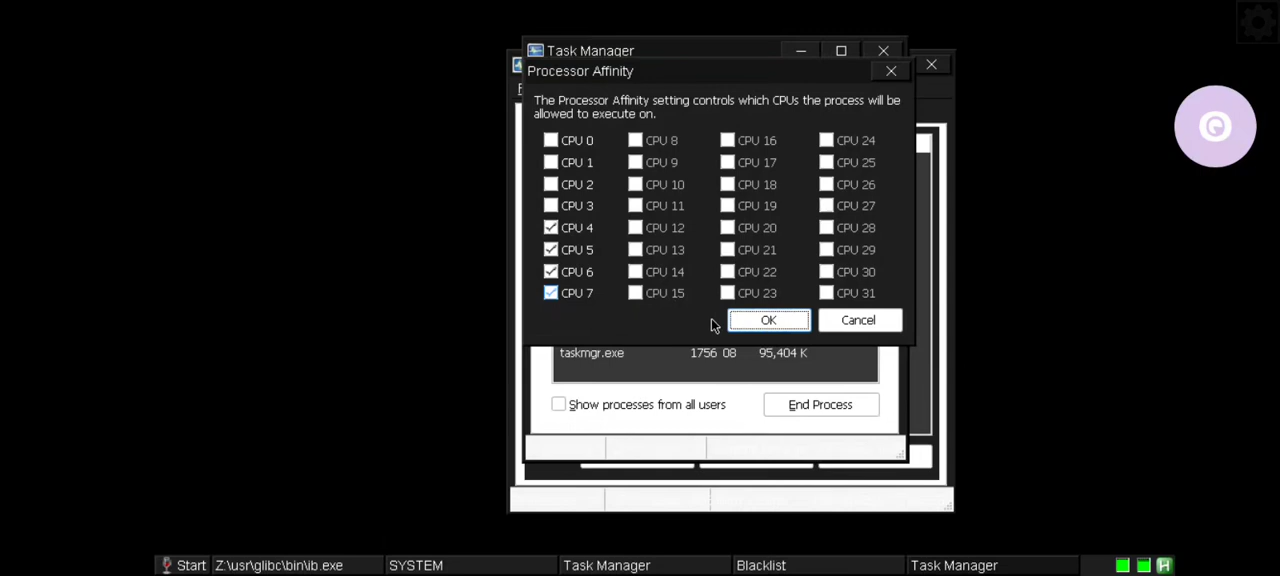 Task Manager
Processor Affinity
The Processor Affinity setting controls which CPUs the process will be
allowed to execute on.
CPU 0 CPU 8 CPU 16 CPU 24
CPU 1 CPU 9 CPU 17 CPU 25
CPU 2 CPU 10 CPU 18 CPU 26
CPU 3 CPU 11 CPU 19 CPU 27
CPU 4 CPU 12 CPU 20 CPU 28
CPU 5 CPU 13 CPU 21 CPU 29
CPU 6 CPU 14 CPU 22 CPU 30
CPU 7 CPU 15 CPU 23 CPU 31
OK Cancel
taskmgr.exe 1756 08 95,404 K
Show processes from all users End Process
Start Z:\usr\glibc\bin\ib.exe SYSTEM Task Manager Blacklist Task Manager